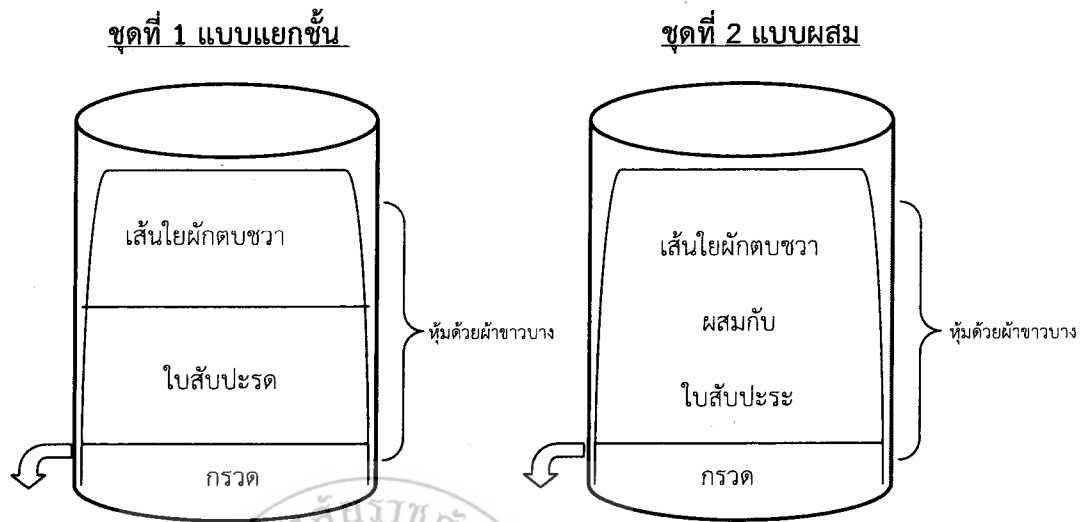 ชุดที่ 1 แบบแยกชั้น
เส้นใยผักตบชวา
ใบสับปะรด
กรวด
หุ้มด้วยผ้าขาวบาง
ชุดที่ 2 แบบผสม
เส้นใยผักตบชวา
ผสมกับ
ใบสับปะระ
กรวด
หุ้มด้วยผ้าขาวบาง